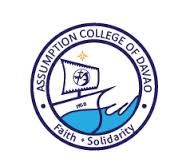 ASSUMPTION COLLEGE OF DAVAO
Faith • Solidarity